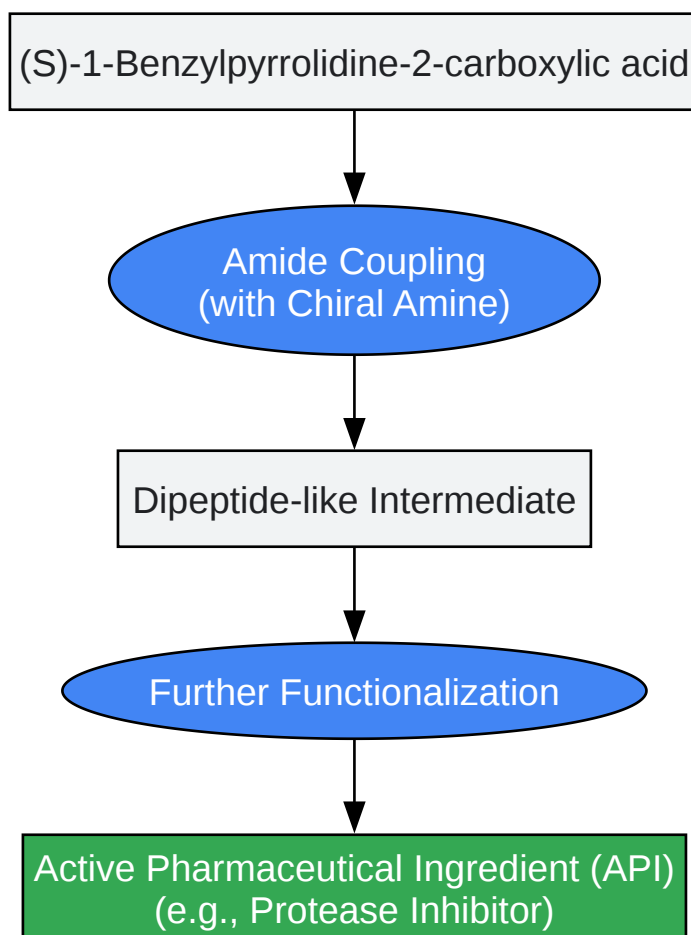 (S)-1-Benzylpyrrolidine-2-carboxylic acid
Amide Coupling
(with Chiral Amine)
Dipeptide-like Intermediate
Further Functionalization
Active Pharmaceutical Ingredient (API)
(e.g., Protease Inhibitor)